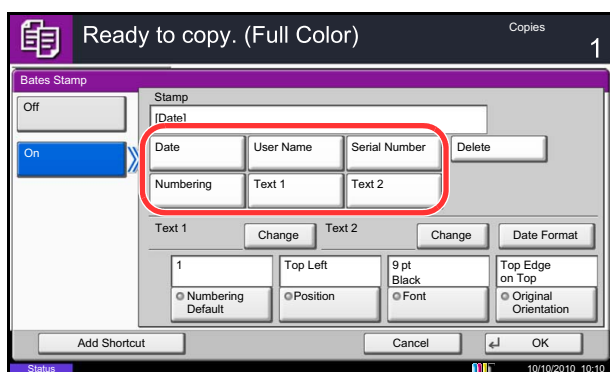 Ready to copy. (Full Color)
Copies
1
Bates Stamp
Off
On
Stamp
[Date]
Date
User Name
Serial Number
Delete
Numbering
Text 1
Text 2
Text 1
Change
Text 2
Change
Date Format
1
Top Left
9 pt
Black
Top Edge
on Top
Numbering
Default
Position
Font
Original
Orientation
Add Shortcut
Cancel
OK
Status
10/10/2010 10:10